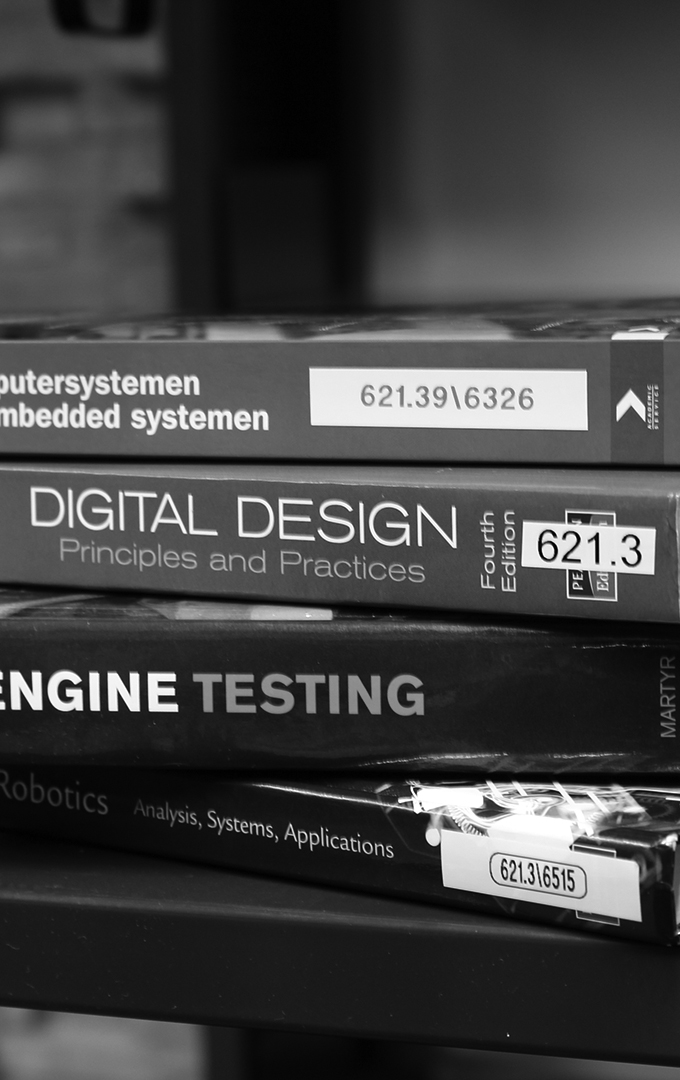 putersystemen
mbedded systemen
621.39\6326
ACADEMIC
SERVICE
DIGITAL DESIGN
Principles and Practices
Fourth
Edition
621.3
PE
Ed
ENGINE TESTING
MARTYR
Robotics
Analysis, Systems, Applications
621.3\6515